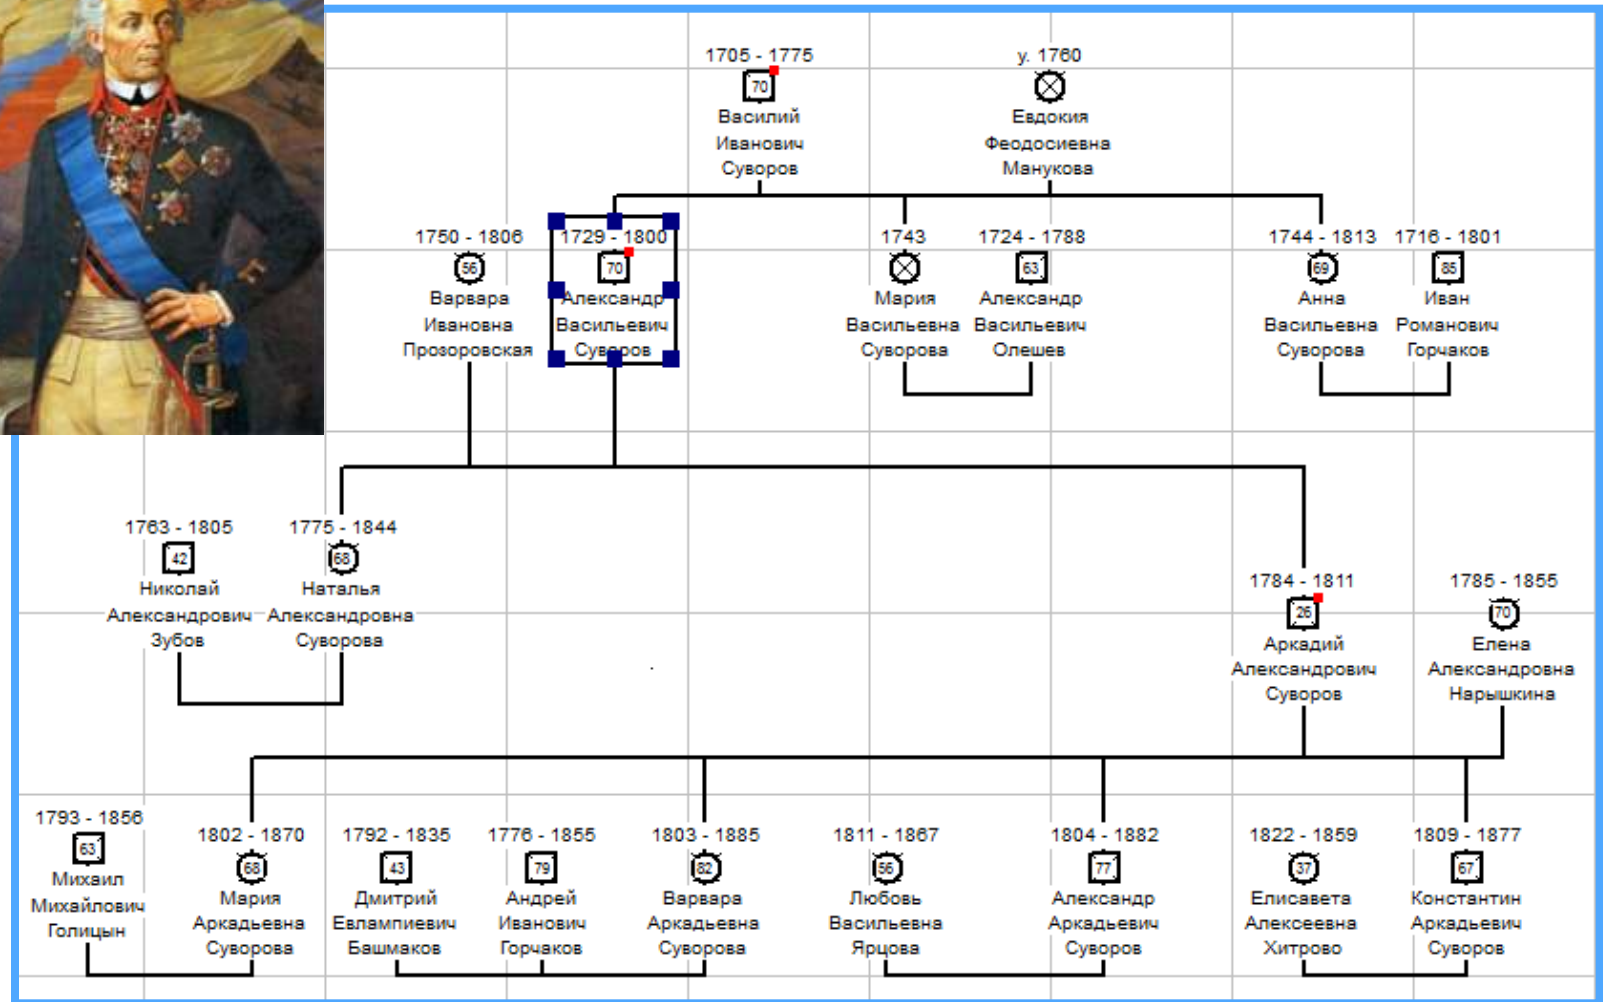 1705 - 1775
70
Василий
Иванович
Суворов
у. 1760
Евдокия
Феодосиевна
Манукова
1750 - 1806
56
Варвара
Ивановна
Прозоровская
1729 - 1800
70
Александр
Васильевич
Суворов
1743
Мария
Васильевна
Суворова
1724 - 1788
63
Александр
Васильевич
Олешев
1744 - 1813
69
Анна
Васильевна
Суворова
1716 - 1801
85
Иван
Романович
Горчаков
1763 - 1805
42
Николай
Александрович
Зубов
1775 - 1844
68
Наталья
Александровна
Суворова
1784 - 1811
26
Аркадий
Александрович
Суворов
1785 - 1855
70
Елена
Александровна
Нарышкина
1793 - 1856
63
Михаил
Михайлович
Голицын
1802 - 1870
68
Мария
Аркадьевна
Суворова
1792 - 1835
43
Дмитрий
Евлампиевич
Башмаков
1776 - 1855
79
Андрей
Иванович
Горчаков
1803 - 1885
82
Варвара
Аркадьевна
Суворова
1811 - 1867
56
Любовь
Васильевна
Ярцова
1804 - 1882
77
Александр
Аркадьевич
Суворов
1822 - 1859
37
Елисавета
Алексеевна
Хитрово
1809 - 1877
67
Константин
Аркадьевич
Суворов